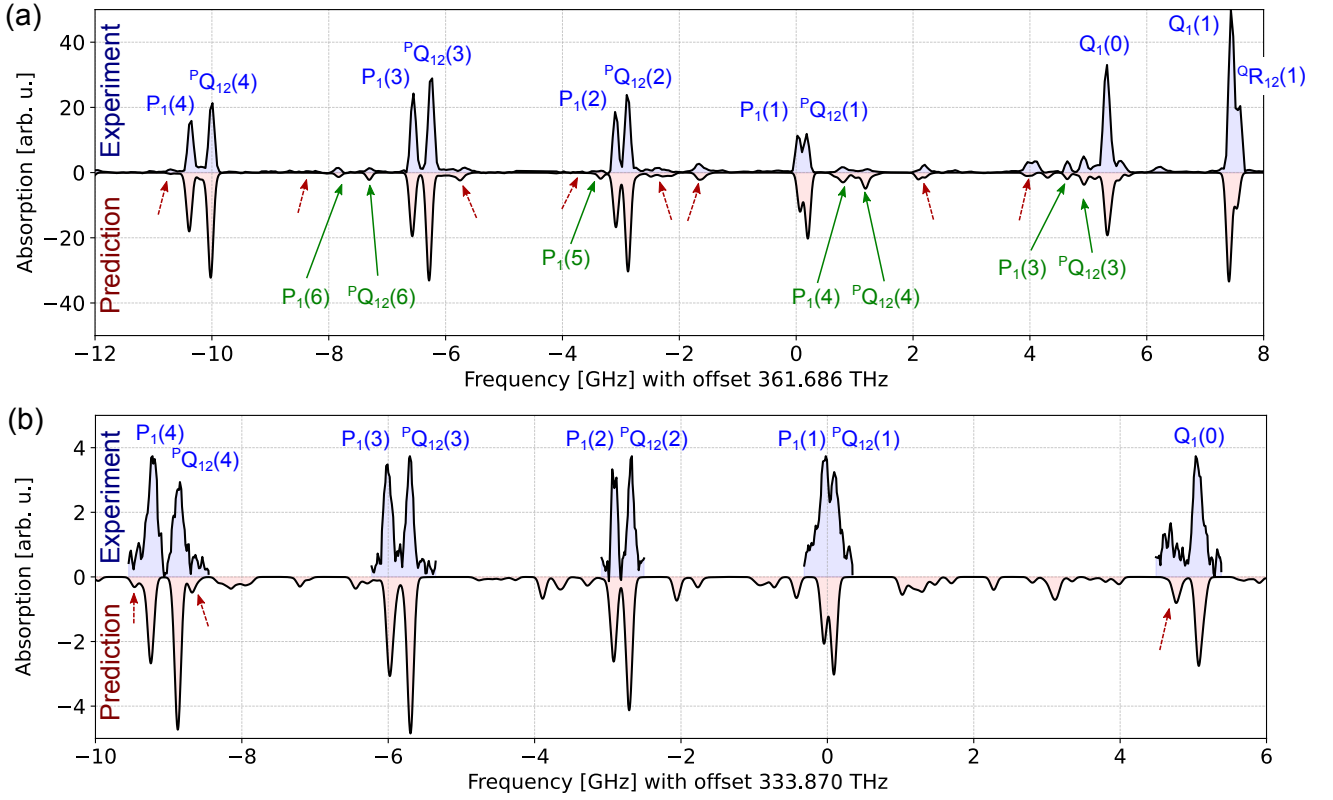 (a)
Experiment
Prediction
Absorption [arb. u.]
40
20
0
−20
−40
P₁(4)
ᴾQ₁₂(4)
P₁(3)
ᴾQ₁₂(3)
P₁(2)
ᴾQ₁₂(2)
P₁(1) ᴾQ₁₂(1)
Q₁(0)
Q₁(1)
ꟴR₁₂(1)
P₁(6) ᴾQ₁₂(6)
P₁(5)
P₁(4) ᴾQ₁₂(4)
P₁(3) ᴾQ₁₂(3)
−12 −10 −8 −6 −4 −2 0 2 4 6 8
Frequency [GHz] with offset 361.686 THz
(b)
Experiment
Prediction
Absorption [arb. u.]
4
2
0
−2
−4
P₁(4)
ᴾQ₁₂(4)
P₁(3) ᴾQ₁₂(3)
P₁(2) ᴾQ₁₂(2)
P₁(1) ᴾQ₁₂(1)
Q₁(0)
−10 −8 −6 −4 −2 0 2 4 6
Frequency [GHz] with offset 333.870 THz